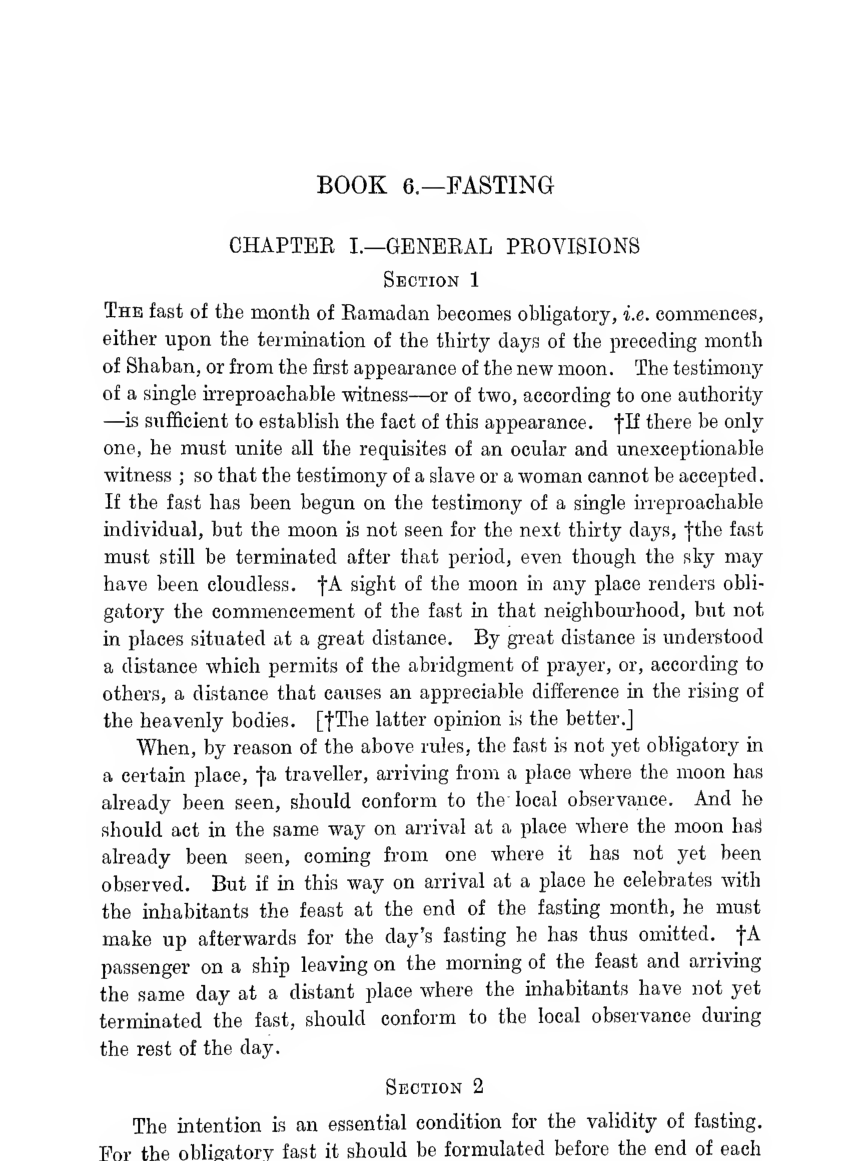 BOOK 6.—FASTING
CHAPTER I.—GENERAL PROVISIONS
SECTION 1
THE fast of the month of Ramadan becomes obligatory, i.e. commences,
either upon the termination of the thirty days of the preceding month
of Shaban, or from the first appearance of the new moon. The testimony
of a single irreproachable witness—or of two, according to one authority
—is sufficient to establish the fact of this appearance. †If there be only
one, he must unite all the requisites of an ocular and unexceptionable
witness ; so that the testimony of a slave or a woman cannot be accepted.
If the fast has been begun on the testimony of a single irreproachable
individual, but the moon is not seen for the next thirty days, †the fast
must still be terminated after that period, even though the sky may
have been cloudless. †A sight of the moon in any place renders obli-
gatory the commencement of the fast in that neighbourhood, but not
in places situated at a great distance. By great distance is understood
a distance which permits of the abridgment of prayer, or, according to
others, a distance that causes an appreciable difference in the rising of
the heavenly bodies. [†The latter opinion is the better.]
When, by reason of the above rules, the fast is not yet obligatory in
a certain place, †a traveller, arriving from a place where the moon has
already been seen, should conform to the local observance. And he
should act in the same way on arrival at a place where the moon has
already been seen, coming from one where it has not yet been
observed. But if in this way on arrival at a place he celebrates with
the inhabitants the feast at the end of the fasting month, he must
make up afterwards for the day's fasting he has thus omitted. †A
passenger on a ship leaving on the morning of the feast and arriving
the same day at a distant place where the inhabitants have not yet
terminated the fast, should conform to the local observance during
the rest of the day.
SECTION 2
The intention is an essential condition for the validity of fasting.
For the obligatory fast it should be formulated before the end of each